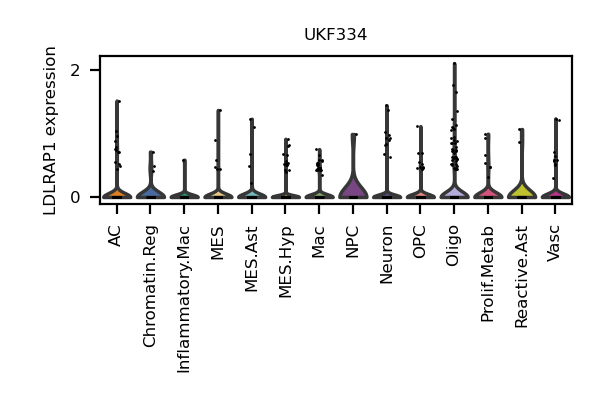 UKF334
LDLRAP1 expression
2
0
AC
Chromatin.Reg
Inflammatory.Mac
MES
MES.Ast
MES.Hyp
Mac
NPC
Neuron
OPC
Oligo
Prolif.Metab
Reactive.Ast
Vasc